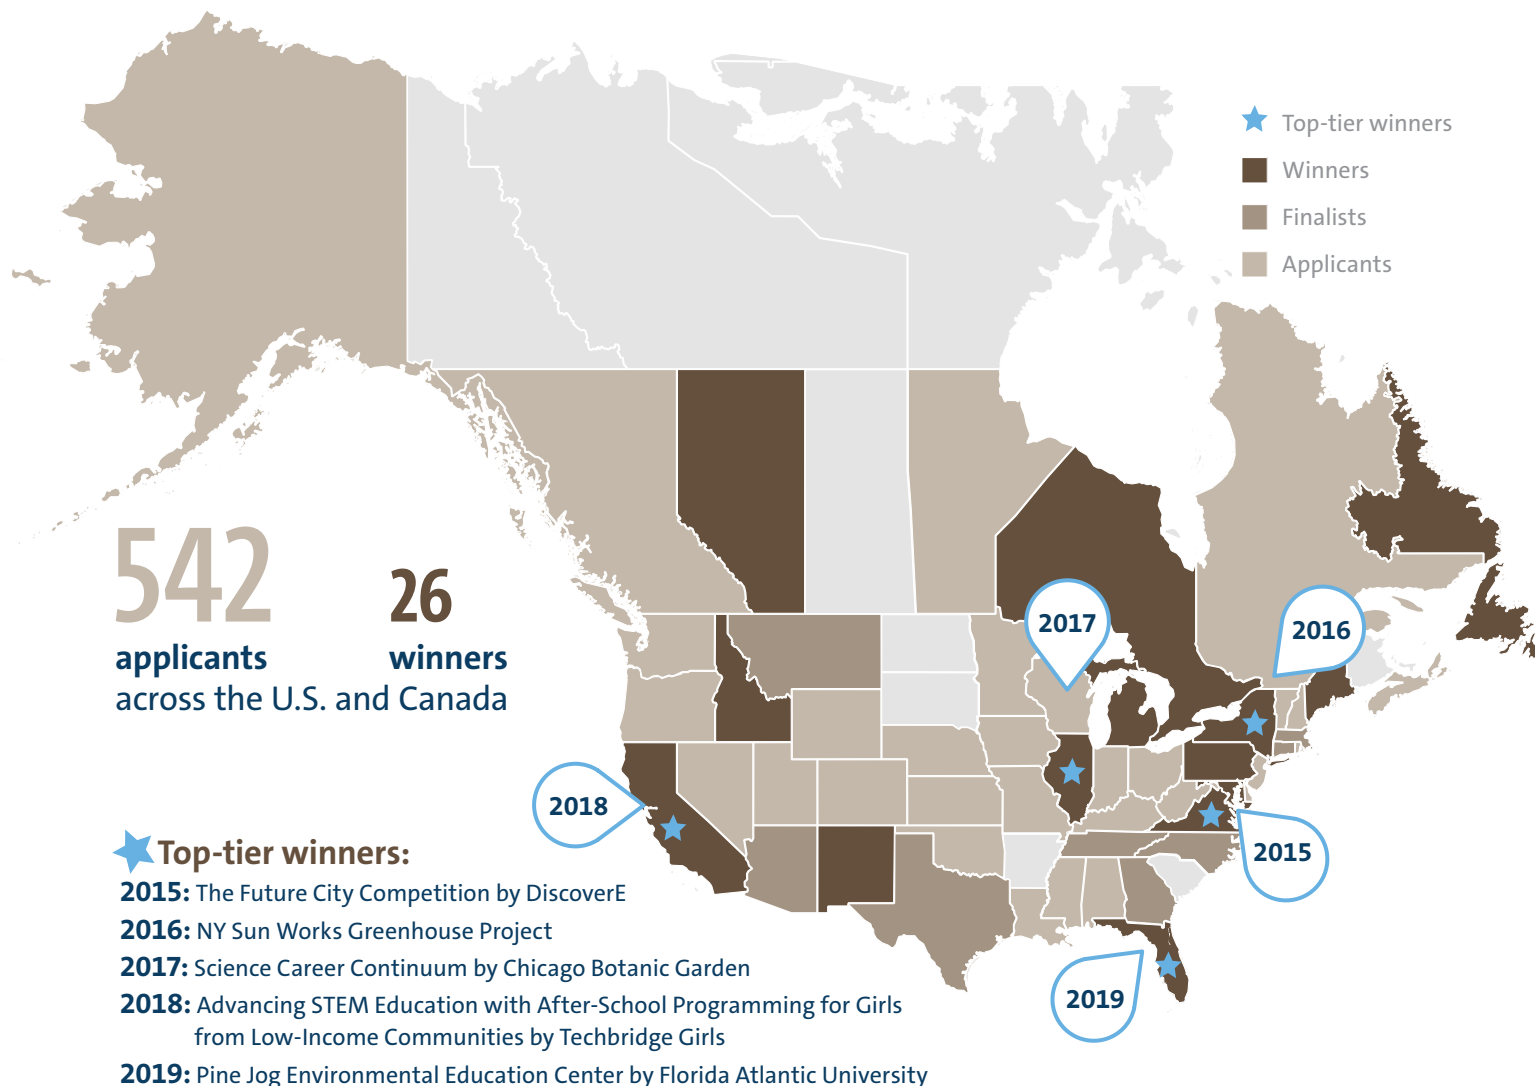 Top-tier winners
Winners
Finalists
Applicants
542
applicants
26
winners
across the U.S. and Canada
2017
2016
2018
2015
2019
Top-tier winners:
2015: The Future City Competition by DiscoverE
2016: NY Sun Works Greenhouse Project
2017: Science Career Continuum by Chicago Botanic Garden
2018: Advancing STEM Education with After-School Programming for Girls
from Low-Income Communities by Techbridge Girls
2019: Pine Jog Environmental Education Center by Florida Atlantic University